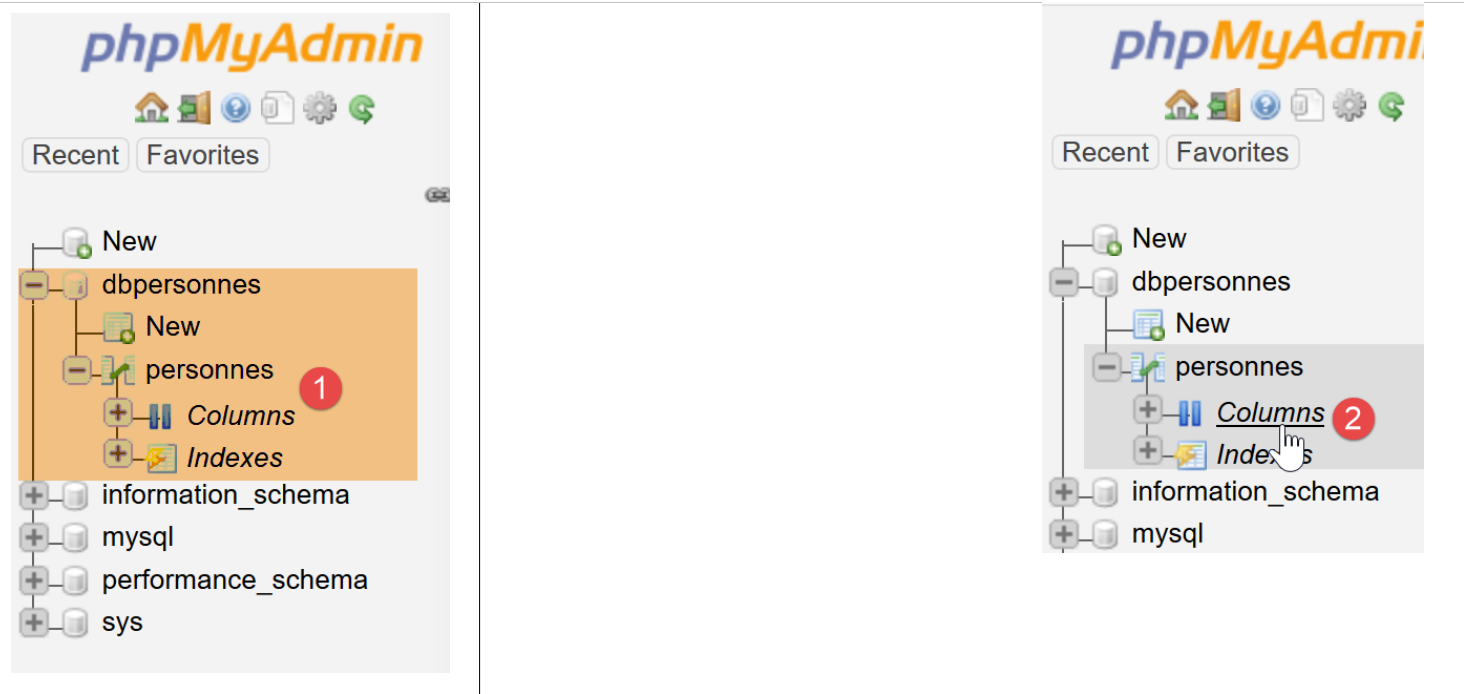 phpMyAdmin
Recent Favorites
New
dbpersonnes
New
personnes
1
Columns
Indexes
information_schema
mysql
performance_schema
sys
phpMyAdmi
Recent Favorites
New
dbpersonnes
New
personnes
Columns 2
Indexes
information_schema
mysql